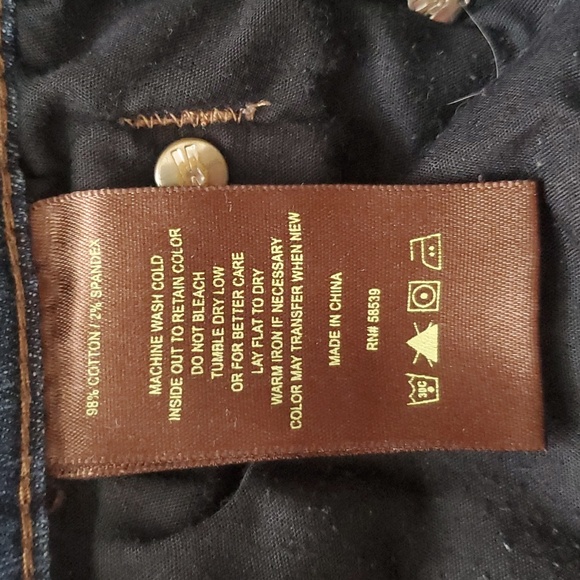 98% COTTON / 2% SPANDEX
MACHINE WASH COLD
INSIDE OUT TO RETAIN COLOR
DO NOT BLEACH
TUMBLE DRY LOW
OR FOR BETTER CARE
LAY FLAT TO DRY
WARM IRON IF NECESSARY
COLOR MAY TRANSFER WHEN NEW
MADE IN CHINA
RN# 58539
30C